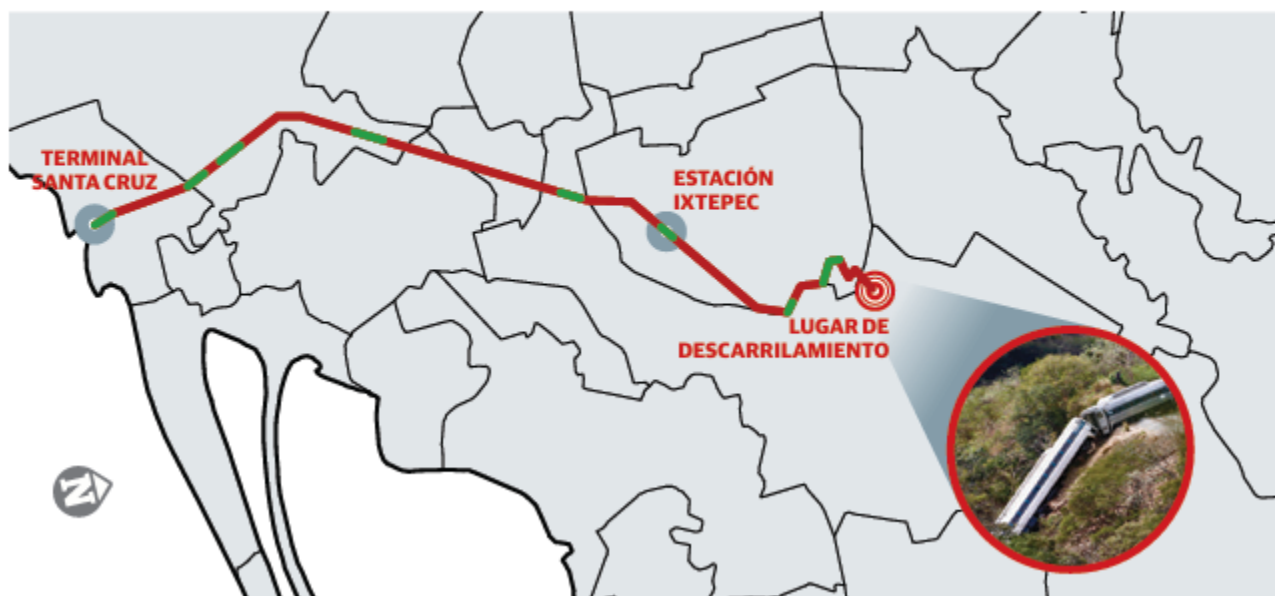 TERMINAL
SANTA CRUZ
ESTACIÓN
IXTEPEC
LUGAR DE
DESCARRILAMIENTO
N